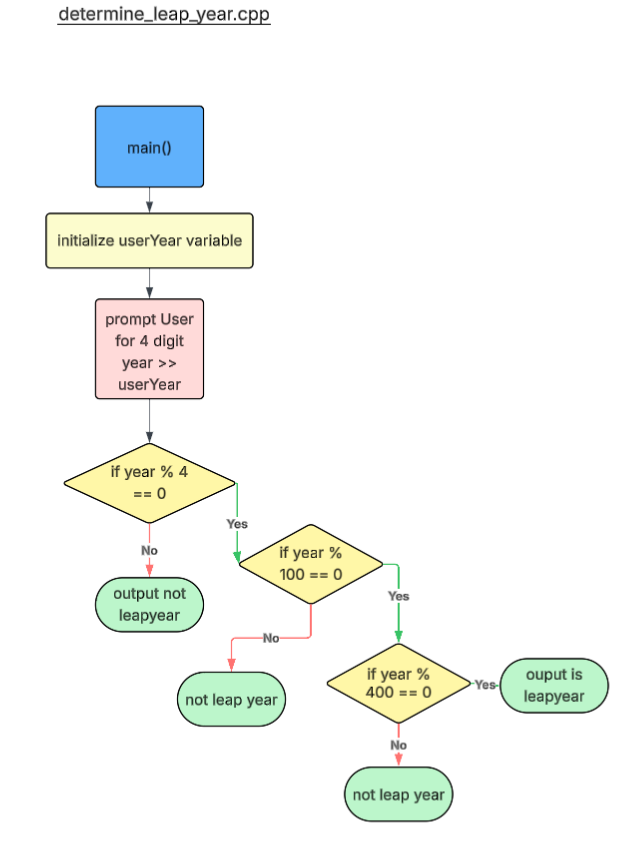 determine_leap_year.cpp
main()
initialize userYear variable
prompt User
for 4 digit
year >>
userYear
if year % 4
== 0
Yes
No
if year %
100 == 0
output not
leapyear
Yes
No
if year %
400 == 0
Yes
ouput is
leapyear
not leap year
No
not leap year